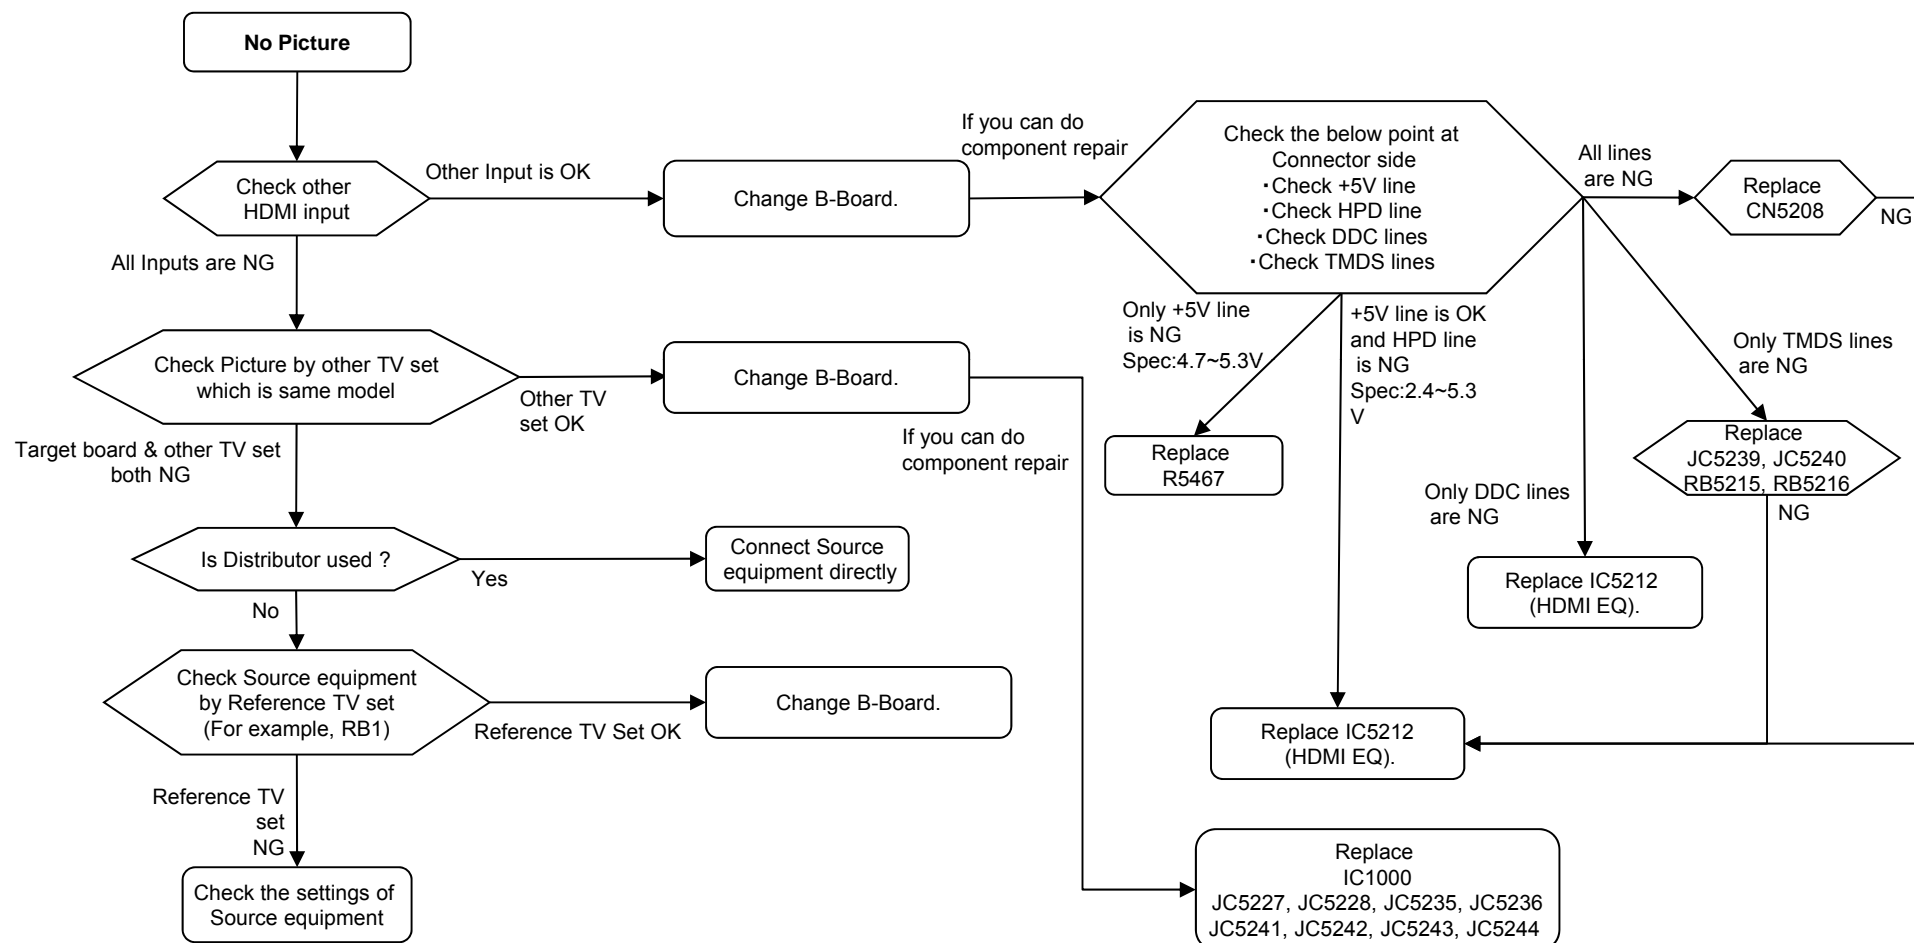 No Picture
Check other
HDMI input
Other Input is OK
All Inputs are NG
Change B-Board.
If you can do
component repair
Check the below point at
Connector side
・Check +5V line
・Check HPD line
・Check DDC lines
・Check TMDS lines
All lines
are NG
Replace
CN5208
NG
Only +5V line
is NG
Spec:4.7~5.3V
+5V line is OK
and HPD line
is NG
Spec:2.4~5.3
V
Only TMDS lines
are NG
Only DDC lines
are NG
Replace
R5467
Replace
JC5239, JC5240
RB5215, RB5216
NG
Replace IC5212
(HDMI EQ).
Replace IC5212
(HDMI EQ).
Check Picture by other TV set
which is same model
Other TV
set OK
Change B-Board.
If you can do
component repair
Replace
IC1000
JC5227, JC5228, JC5235, JC5236
JC5241, JC5242, JC5243, JC5244
Target board & other TV set
both NG
Is Distributor used ?
Yes
Connect Source
equipment directly
No
Check Source equipment
by Reference TV set
(For example, RB1)
Reference TV Set OK
Change B-Board.
Reference TV
set
NG
Check the settings of
Source equipment